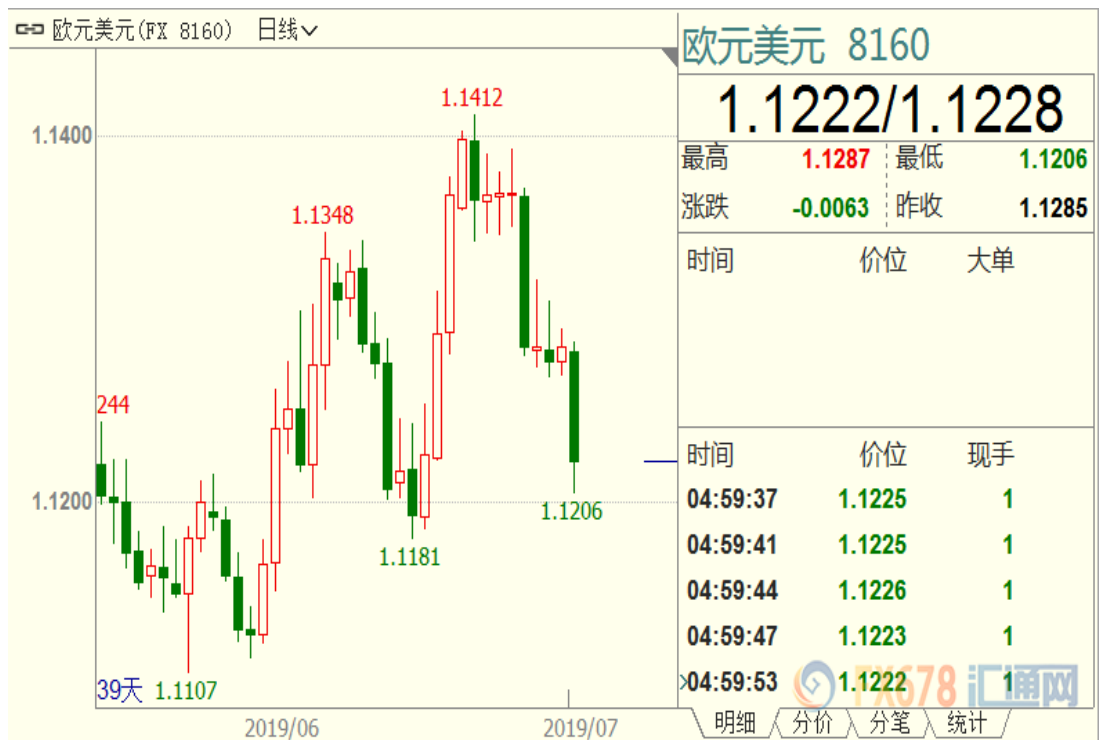 欧元美元(FX 8160) 日线
1.1400
1.1200
1.1412
1.1348
244
1.1206
1.1181
39天 1.1107
2019/06 2019/07
欧元美元 8160
1.1222/1.1228
最高 1.1287 最低 1.1206
涨跌 -0.0063 昨收 1.1285
时间 价位 大单
时间 价位 现手
04:59:37 1.1225 1
04:59:41 1.1225 1
04:59:44 1.1226 1
04:59:47 1.1223 1
04:59:53 1.1222 1
FX678 汇通网
明细 分价 分笔 统计